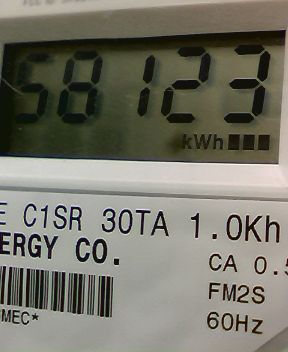 58123
kWh
E C1SR 30TA 1.0Kh
ERGY CO.
CA 0.5
FM2S
MEC*
60Hz